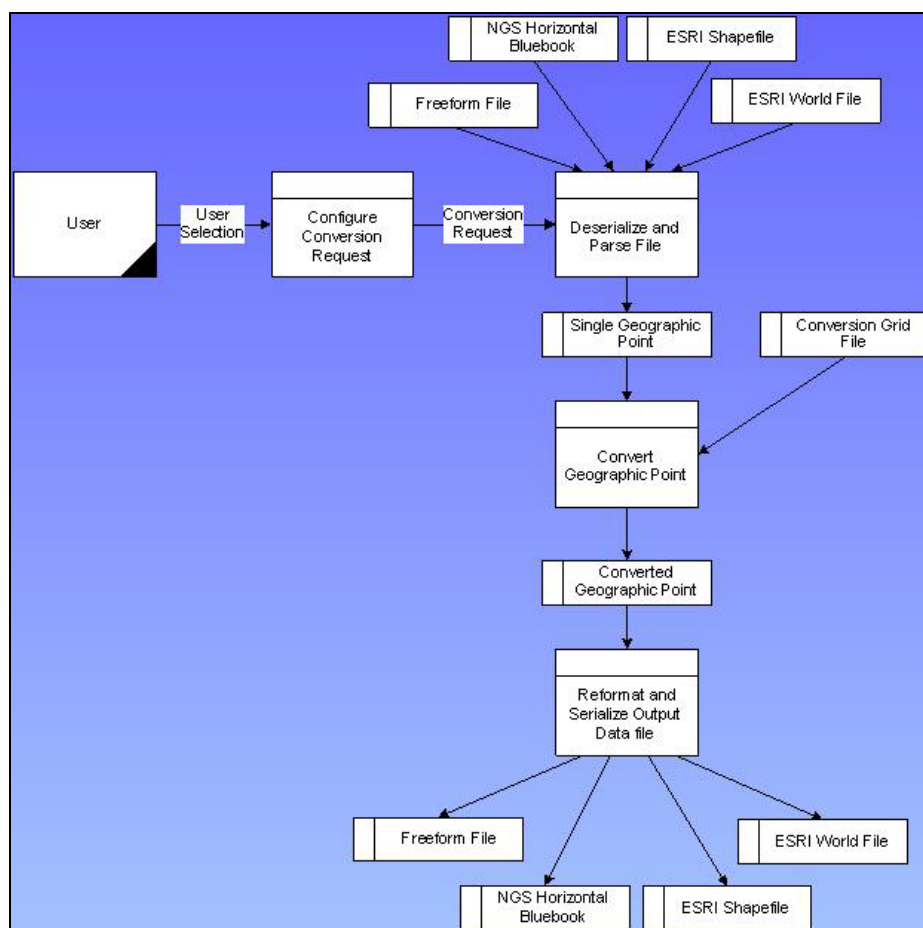 NGS Horizontal
Bluebook
ESRI Shapefile
Freeform File
ESRI World File
User
User
Selection
Configure
Conversion
Request
Conversion
Request
Deserialize and
Parse File
Single Geographic
Point
Conversion Grid
File
Convert
Geographic Point
Converted
Geographic Point
Reformat and
Serialize Output
Data file
Freeform File
ESRI World File
NGS Horizontal
Bluebook
ESRI Shapefile